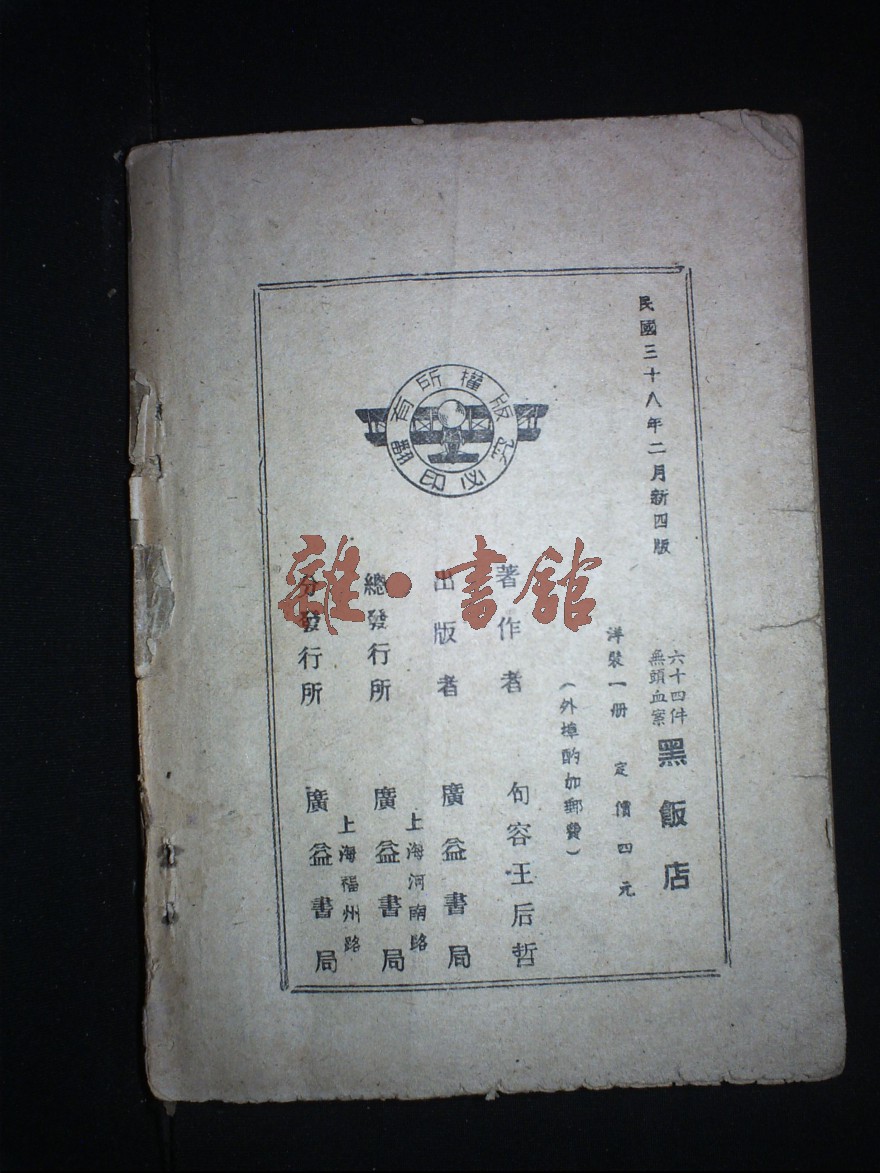 民國三十八年二月新四版
六十四件
無頭血案
黑飯店
洋裝一册 定價四元
(外埠酌加郵費)
著作者 句容王后哲
出版者 廣益書局
上海河南路
總發行所 廣益書局
上海福州路
分發行所 廣益書局
版權所有
翻印必究
雜·書館